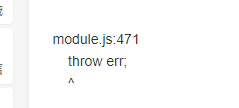 module.js:471
throw err;
^